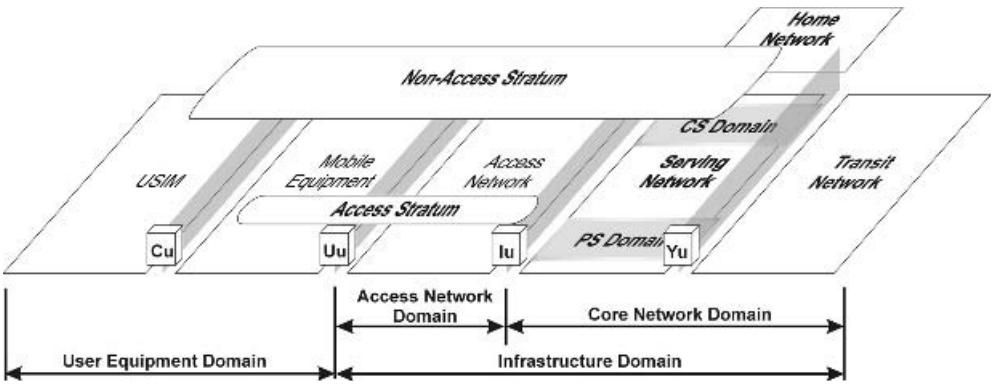 Home
Network
Non-Access Stratum
CS Domain
USIM
Mobile
Equipment
Access
Network
Serving
Network
Transit
Network
Access Stratum
PS Domain
Cu
Uu
Iu
Yu
Access Network
Domain
Core Network Domain
User Equipment Domain
Infrastructure Domain